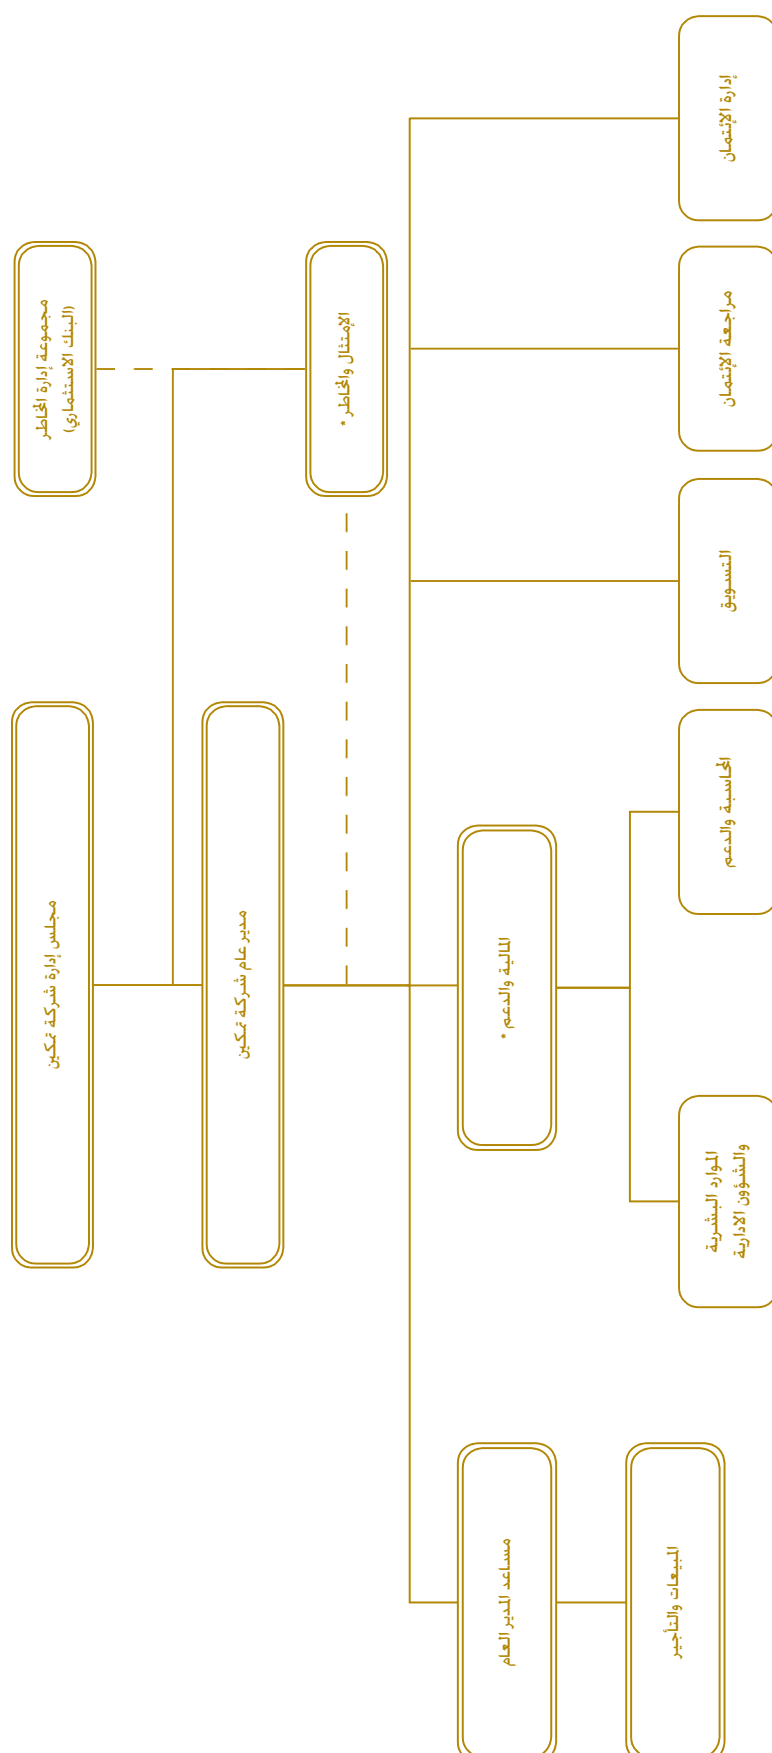 مجلس إدارة شركة تمكين
مجموعة إدارة المخاطر
(البنك الاستثماري)
مدير عام شركة تمكين
الإمتثال والمخاطر *
إدارة الإئتمان
مراجعة الإئتمان
التسويق
المالية والدعم *
المحاسبة والدعم
الموارد البشرية
والشؤون الادارية
مساعد المدير العام
المبيعات والتأجير